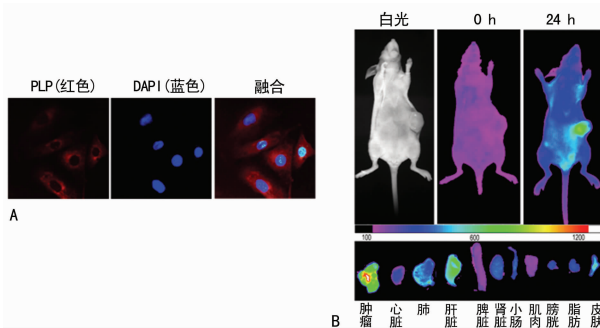 PLP(红色) DAPI(蓝色) 融合
A
白光 0 h 24 h
100 600 1200
肿瘤 心脏 肺 肝脏 脾脏 肾脏 小肠 肌肉 膀胱 脂肪 皮肤
B